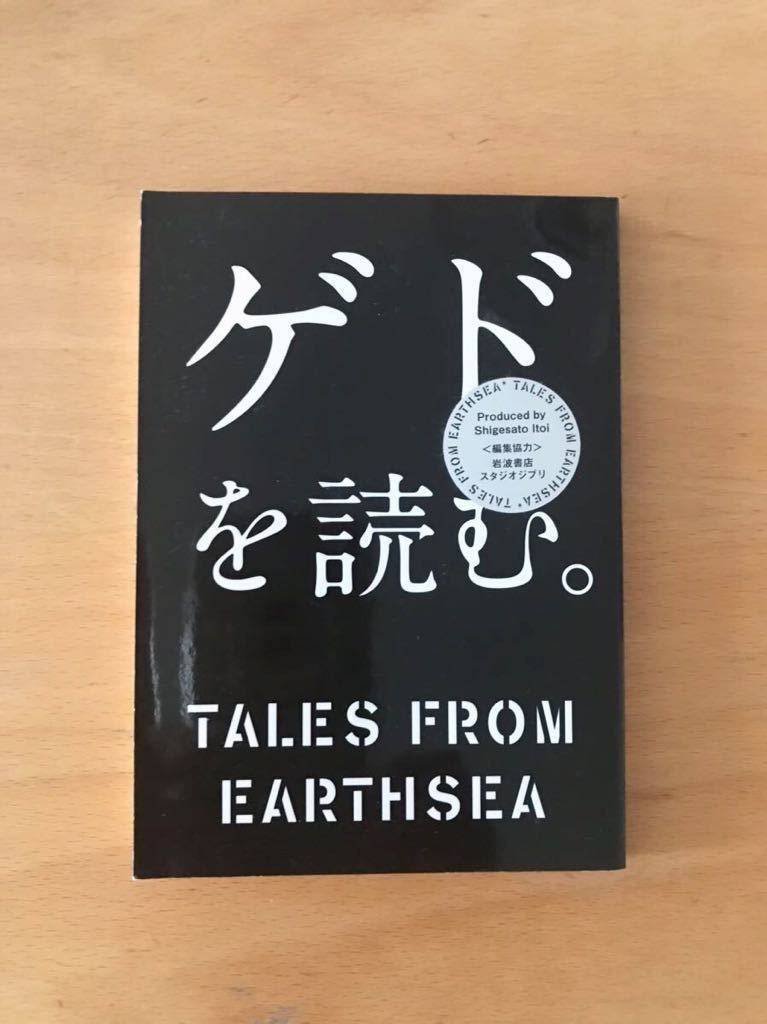 ゲド
を読む。
TALES FROM EARTHSEA* TALES FROM EARTHSEA*
Produced by
Shigesato Itoi
＜編集協力＞
岩波書店
スタジオジブリ
TALES FROM
EARTHSEA